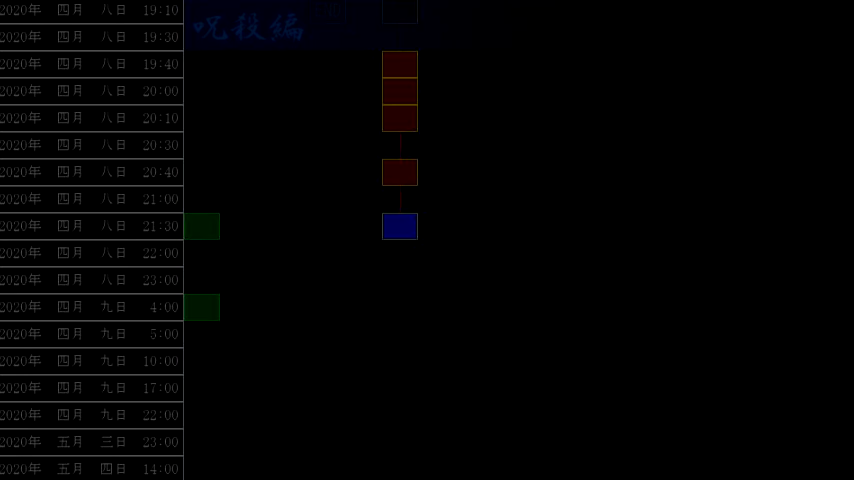 2020年 四月 八日 19:10
呪殺編
2020年 四月 八日 19:30
2020年 四月 八日 19:40
2020年 四月 八日 20:00
2020年 四月 八日 20:10
2020年 四月 八日 20:30
2020年 四月 八日 20:40
2020年 四月 八日 21:00
2020年 四月 八日 21:30
2020年 四月 八日 22:00
2020年 四月 八日 23:00
2020年 四月 九日 4:00
2020年 四月 九日 5:00
2020年 四月 九日 10:00
2020年 四月 九日 17:00
2020年 四月 九日 22:00
2020年 五月 三日 23:00
2020年 五月 四日 14:00